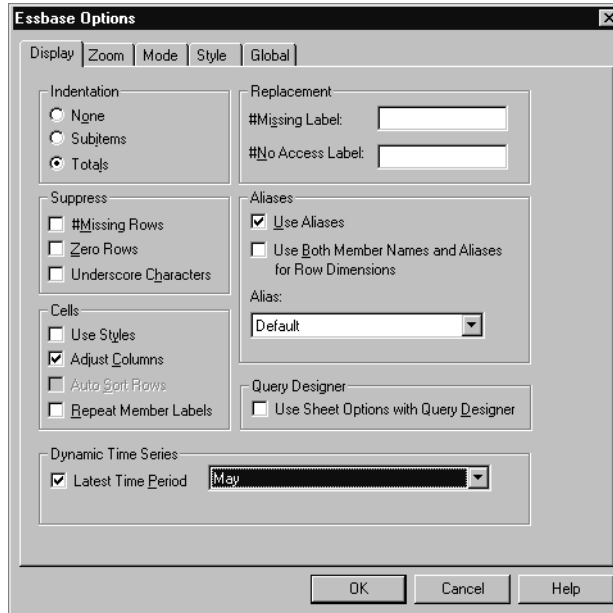 Essbase Options
Display Zoom Mode Style Global
Indentation
None
Subitems
Totals
Replacement
#Missing Label:
#No Access Label:
Suppress
#Missing Rows
Zero Rows
Underscore Characters
Aliases
Use Aliases
Use Both Member Names and Aliases
for Row Dimensions
Alias:
Default
Cells
Use Styles
Adjust Columns
Auto Sort Rows
Repeat Member Labels
Query Designer
Use Sheet Options with Query Designer
Dynamic Time Series
Latest Time Period May
OK Cancel Help